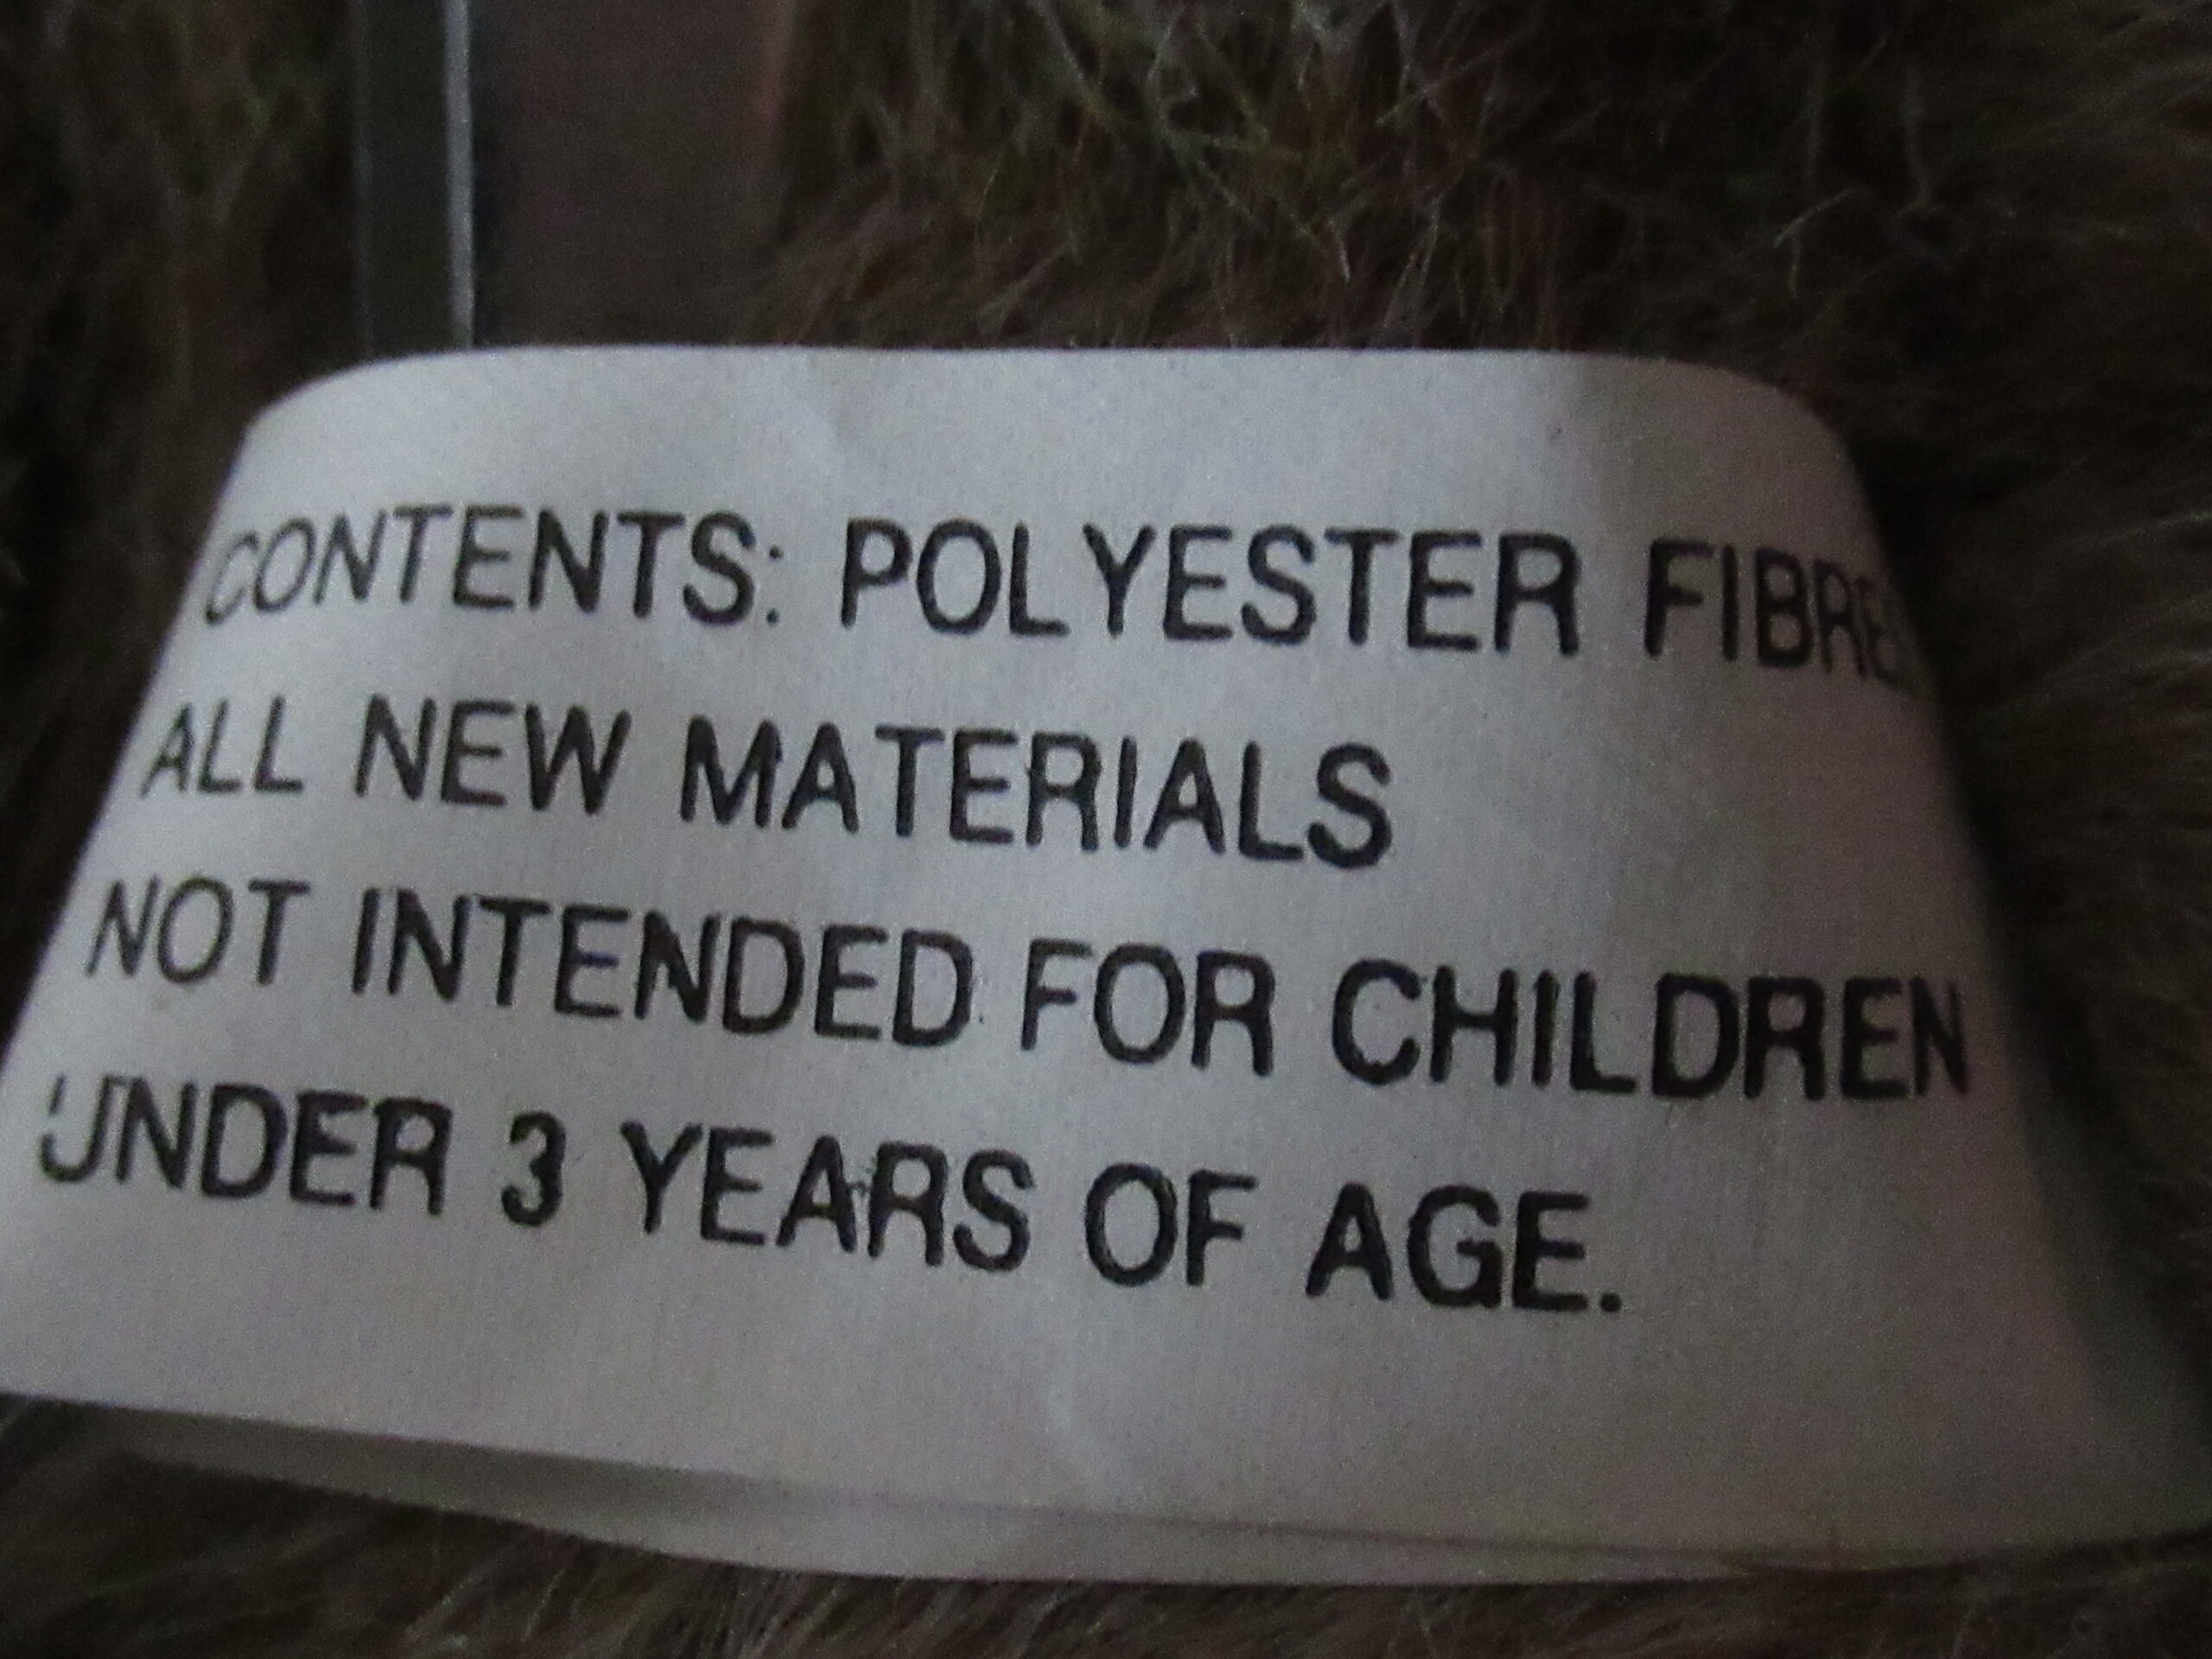 CONTENTS: POLYESTER FIBRE
ALL NEW MATERIALS
NOT INTENDED FOR CHILDREN
UNDER 3 YEARS OF AGE.